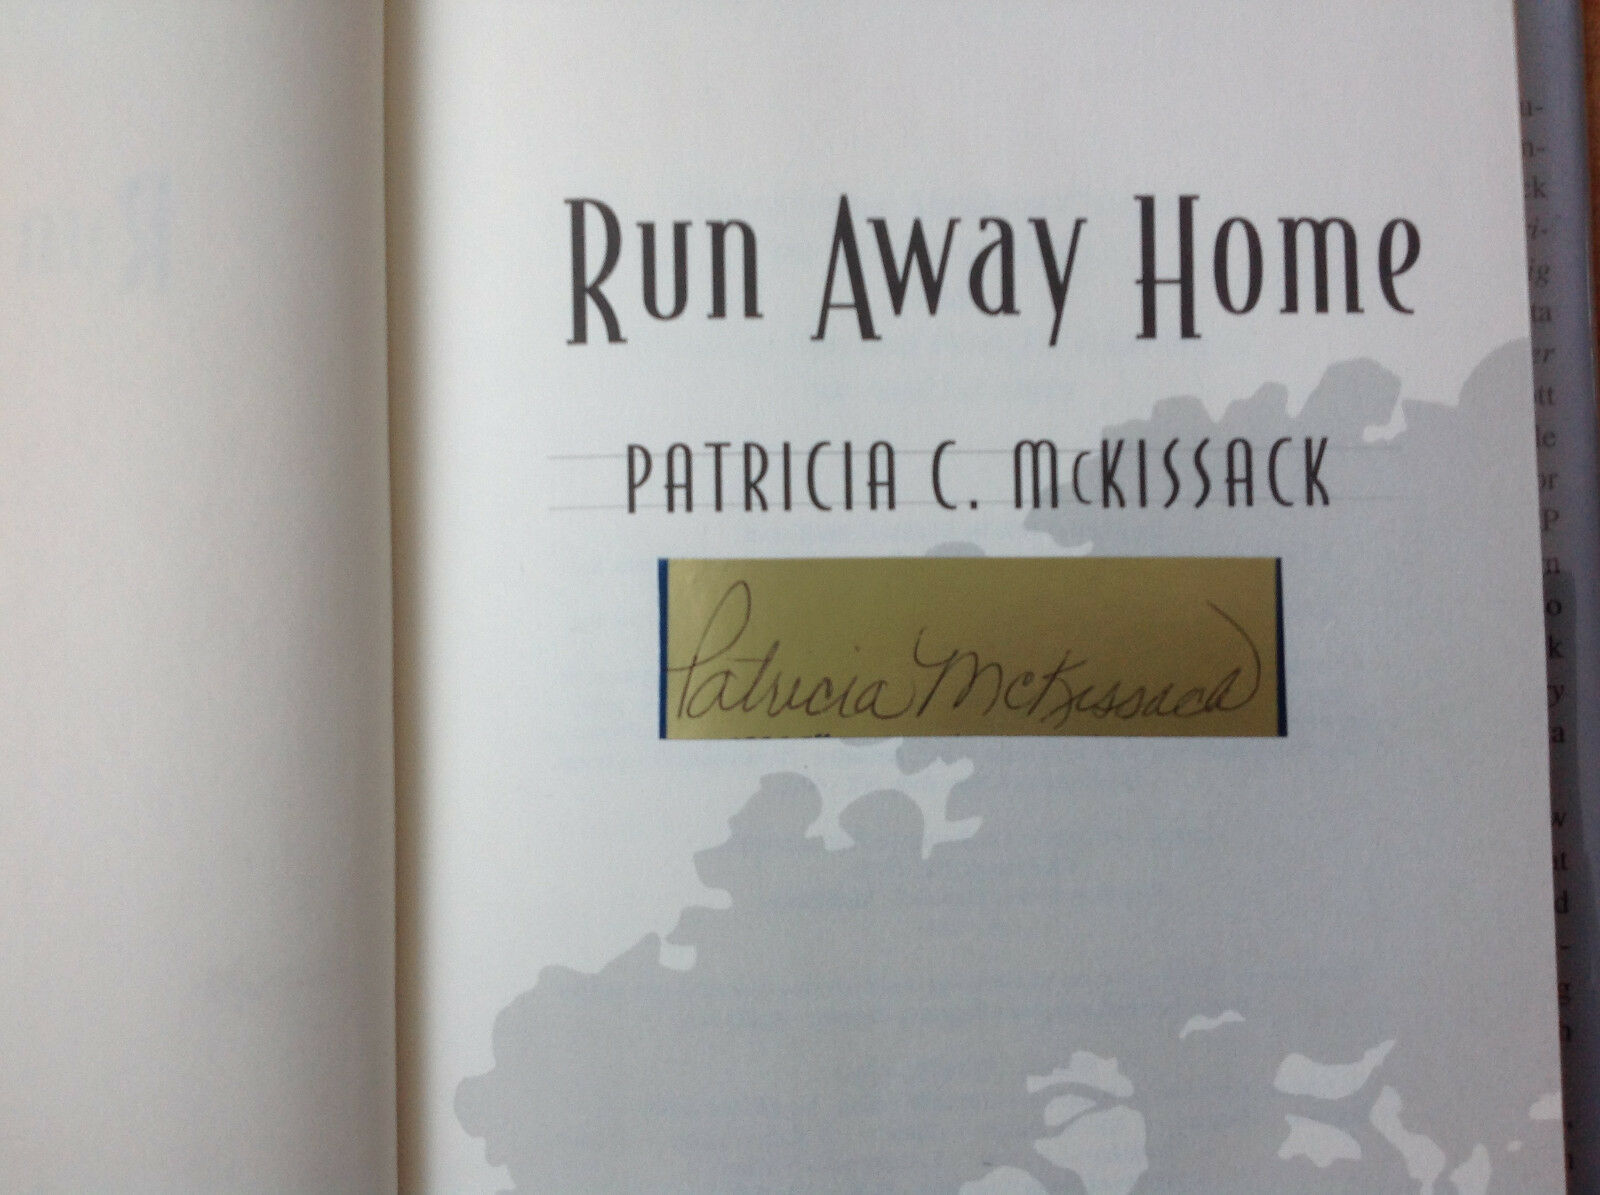 Run Away Home
PATRICIA C. McKISSACK
Patricia McKissack